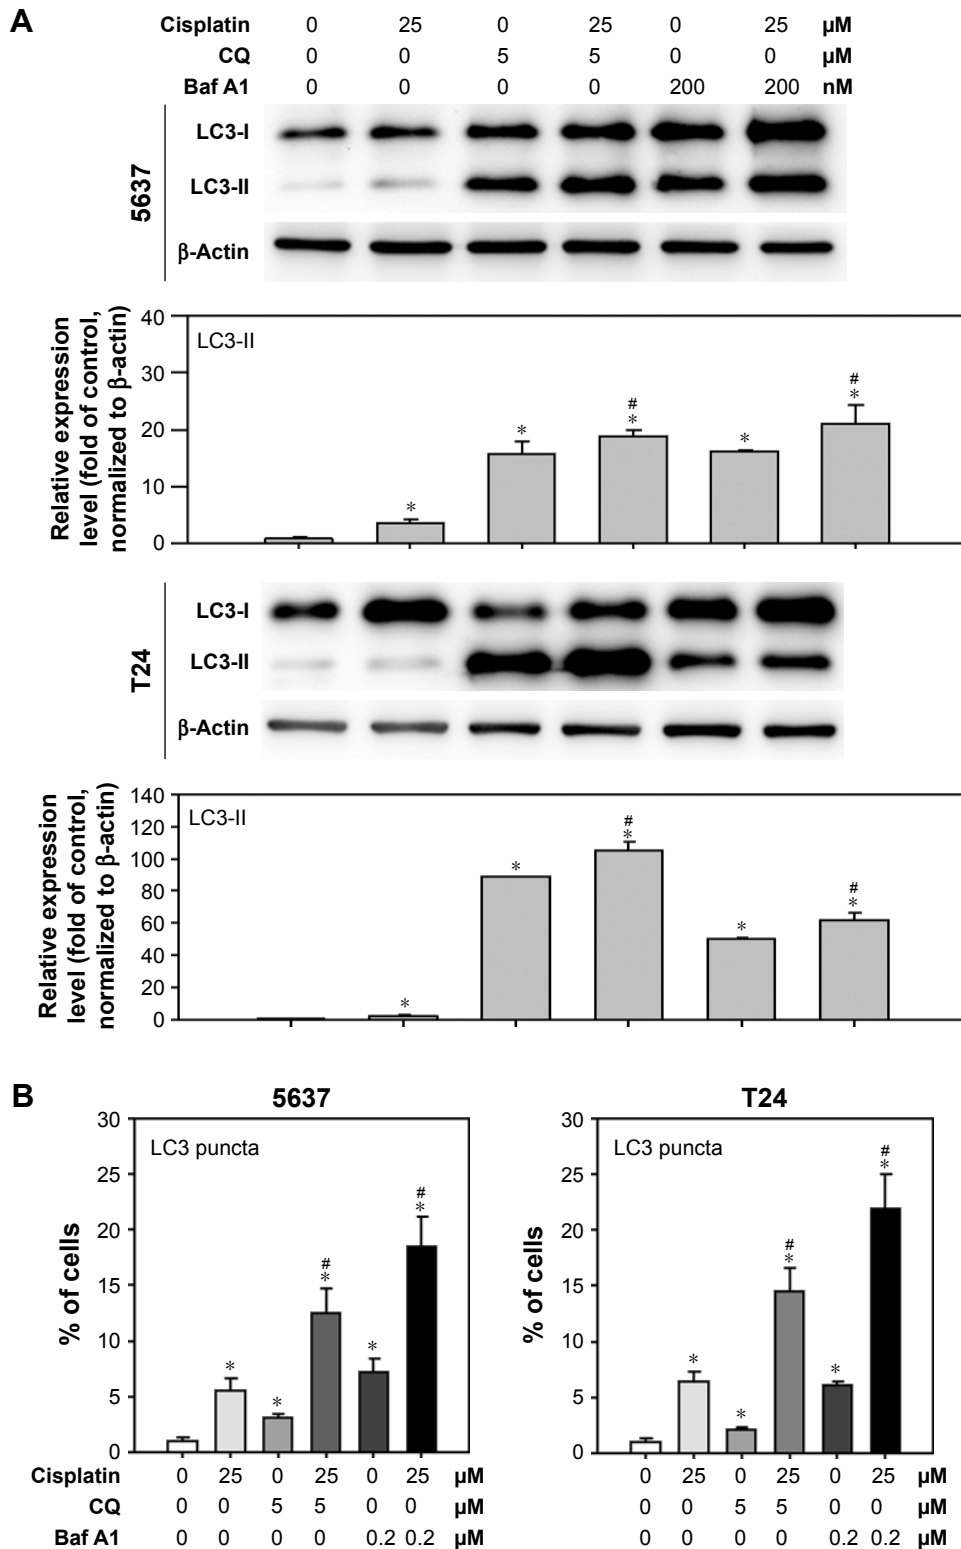 A
Cisplatin 0 25 0 25 0 25 µM
CQ 0 0 5 5 0 0 µM
Baf A1 0 0 0 0 200 200 nM
5637
LC3-I
LC3-II
β-Actin
Relative expression
level (fold of control,
normalized to β-actin)
40
30
20
10
0
LC3-II
*
*
#
*
*
#
*
T24
LC3-I
LC3-II
β-Actin
Relative expression
level (fold of control,
normalized to β-actin)
140
120
100
80
60
40
20
0
LC3-II
*
*
#
*
*
#
*
B
5637
% of cells
30
25
20
15
10
5
0
LC3 puncta
*
*
#
*
*
#
*
Cisplatin 0 25 0 25 0 25 µM
CQ 0 0 5 5 0 0 µM
Baf A1 0 0 0 0 0.2 0.2 µM
T24
% of cells
30
25
20
15
10
5
0
LC3 puncta
*
*
#
*
*
#
*
0 25 0 25 0 25 µM
0 0 5 5 0 0 µM
0 0 0 0 0.2 0.2 µM